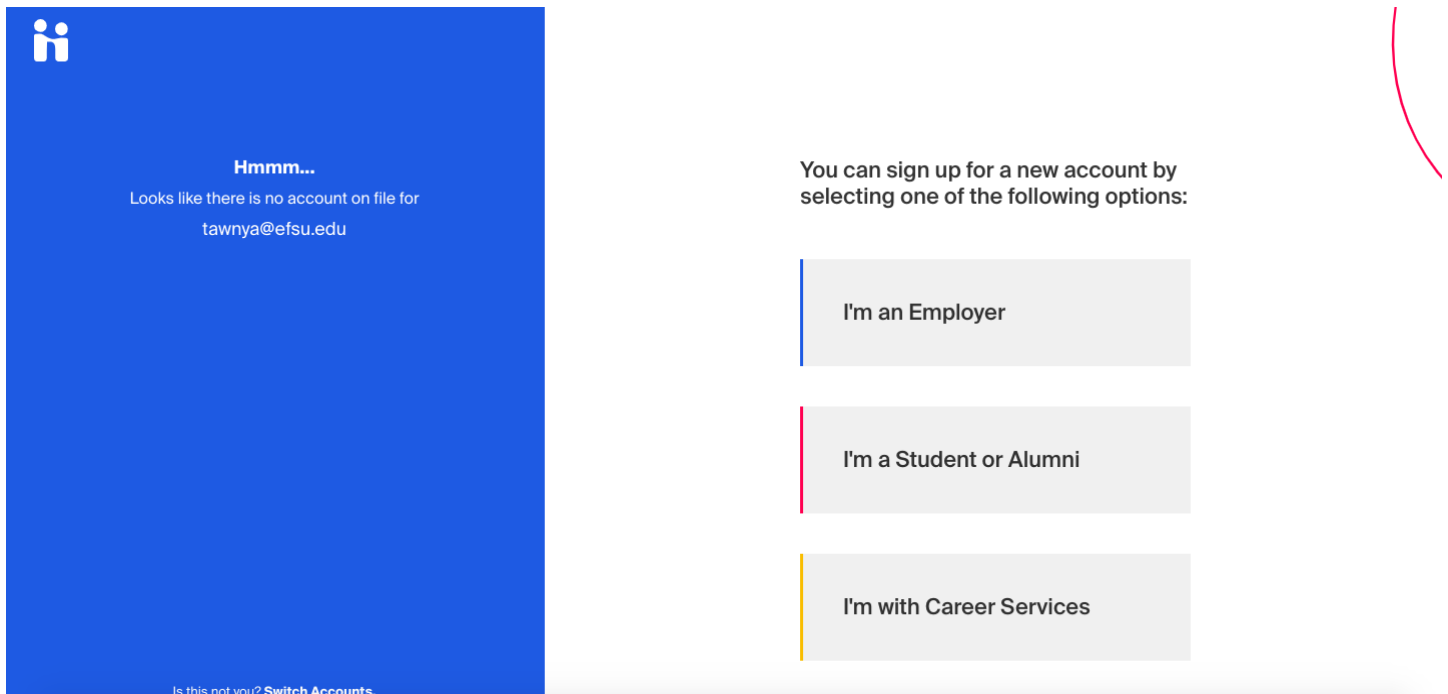 Hmmm...
Looks like there is no account on file for
tawnya@efsu.edu
Is this not you? Switch Accounts.
You can sign up for a new account by
selecting one of the following options:
I'm an Employer
I'm a Student or Alumni
I'm with Career Services